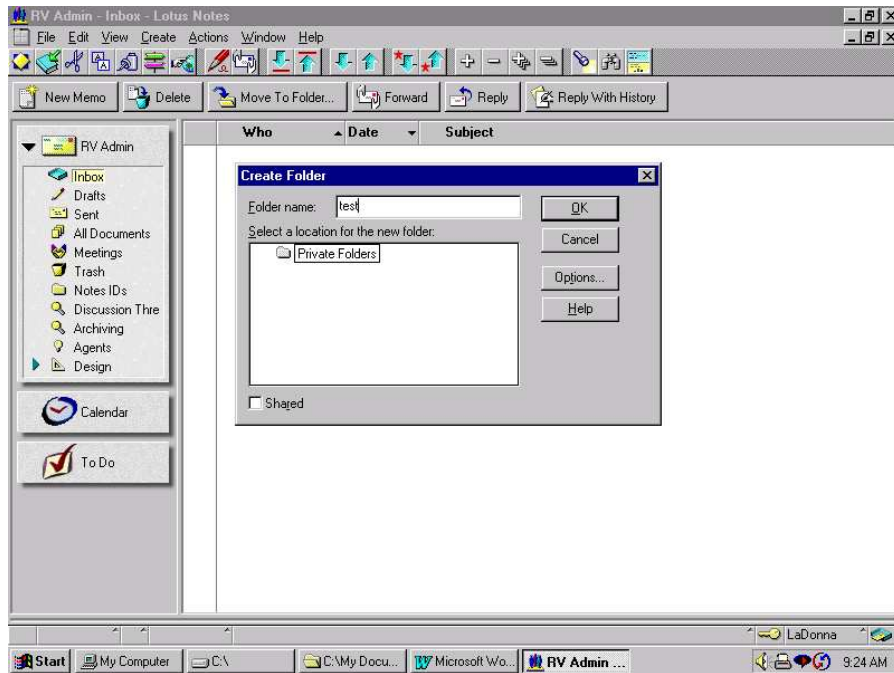 RV Admin - Inbox - Lotus Notes
File Edit View Create Actions Window Help
New Memo Delete Move To Folder... Forward Reply Reply With History
Who Date Subject
RV Admin
Inbox
Drafts
Sent
All Documents
Meetings
Trash
Notes IDs
Discussion Thre
Archiving
Agents
Design
Calendar
To Do
Create Folder
Folder name: test
OK
Select a location for the new folder:
Cancel
Private Folders
Options...
Help
Shared
LaDonna
Start My Computer C:\ C:\My Docu... Microsoft Wo... RV Admin ... 9:24 AM